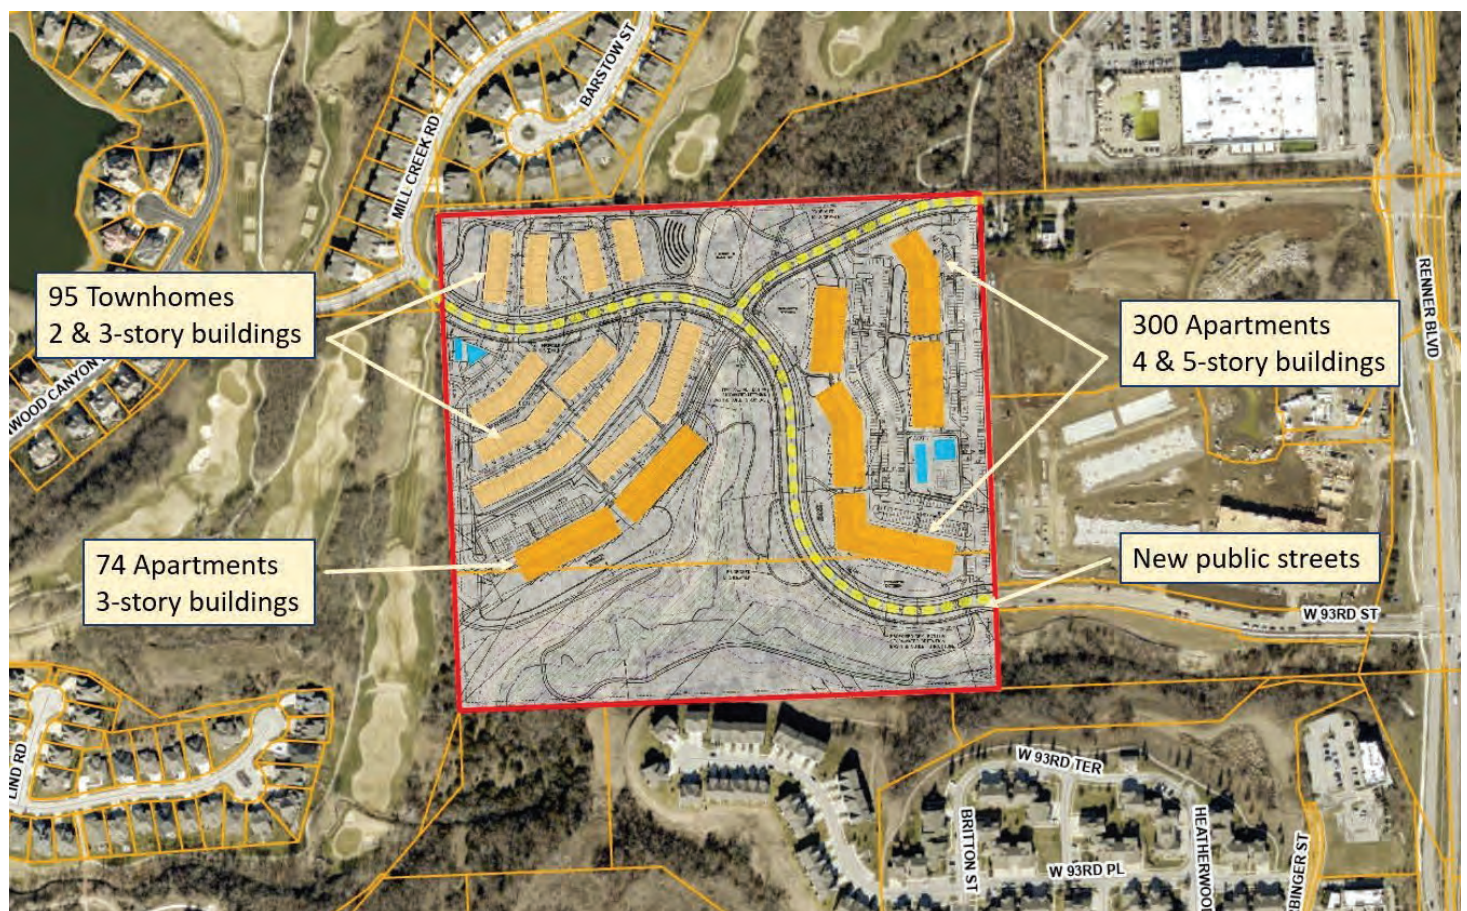 BARSTOW ST
MILL CREEK RD
RENNER BLVD
95 Townhomes
2 & 3-story buildings
300 Apartments
4 & 5-story buildings
WOOD CANYON
74 Apartments
3-story buildings
New public streets
W 93RD ST
LIND RD
W 93RD TER
BRITTON ST
HEATHERWOOD
W 93RD PL
BINGER ST